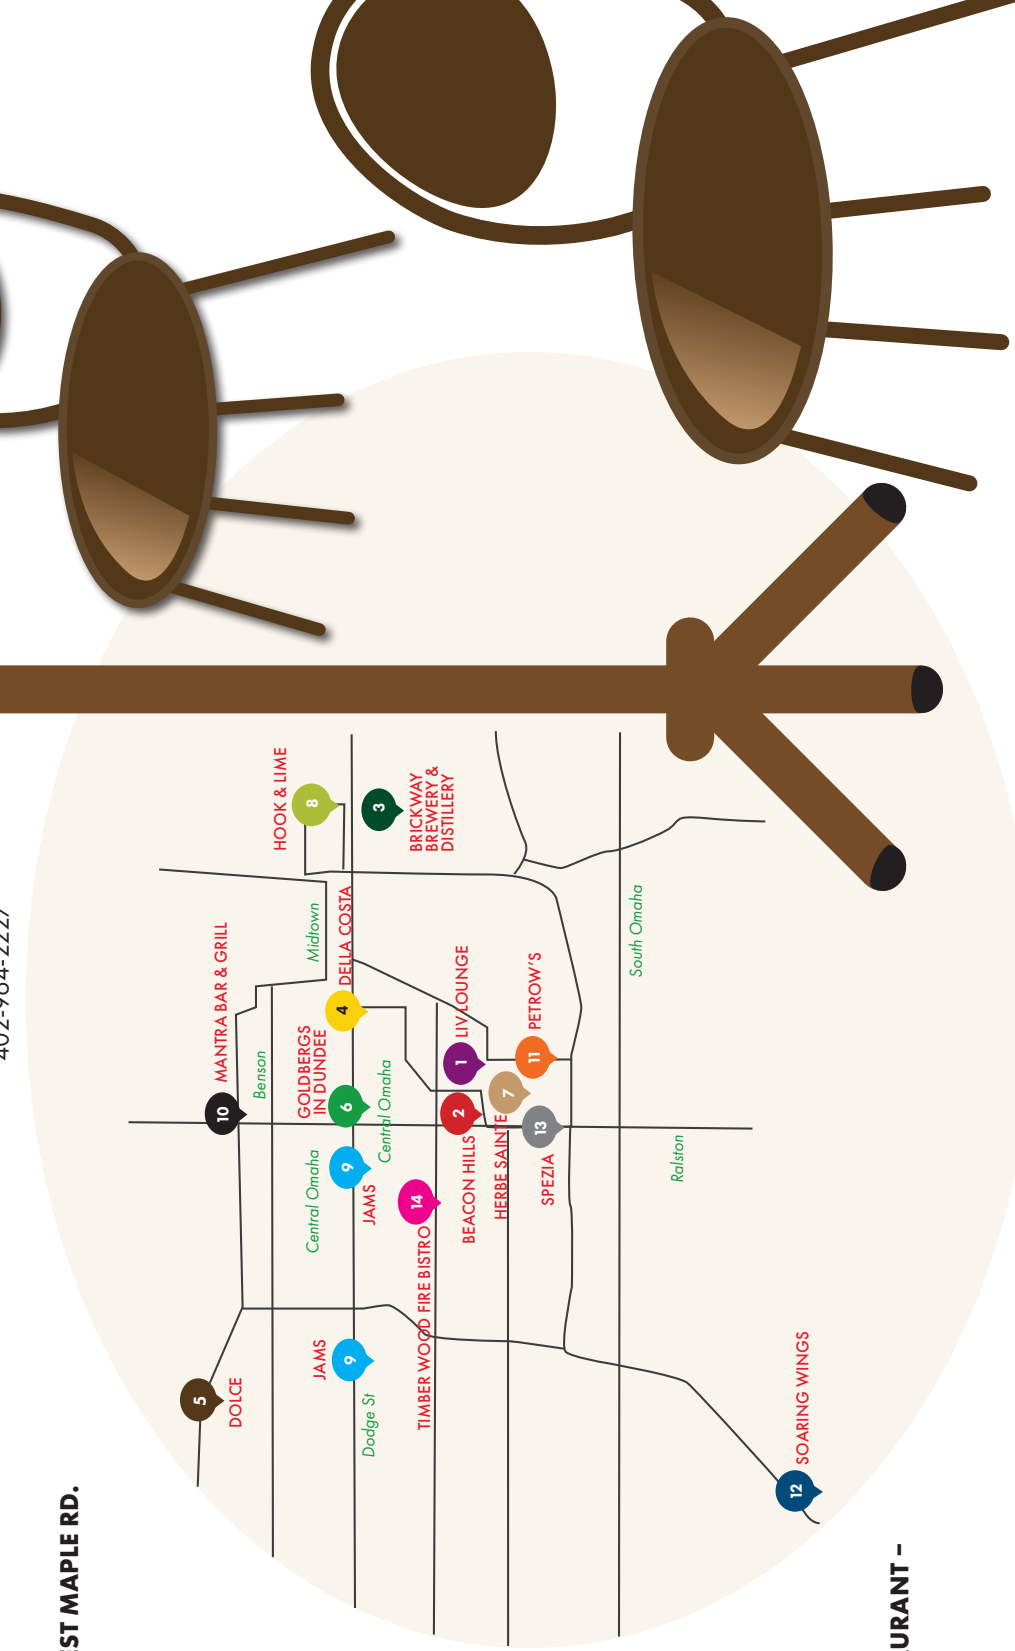 402-964-2227
ST MAPLE RD.
URANT –
5
DOLCE
10
MANTRA BAR & GRILL
Benson
HOOK & LIME
8
Central Omaha
GOLDBERGS
IN DUNDEE
Midtown
JAMS
9
9
6
4
DELLA COSTA
3
BRICKWAY
BREWERY &
DISTILLERY
Dodge St
JAMS
Central Omaha
TIMBER WOOD FIRE BISTRO
14
BEACON HILLS
2
1
LIV LOUNGE
HERBE SAINTE
7
SPEZIA
13
11
PETROW'S
South Omaha
Ralston
12
SOARING WINGS